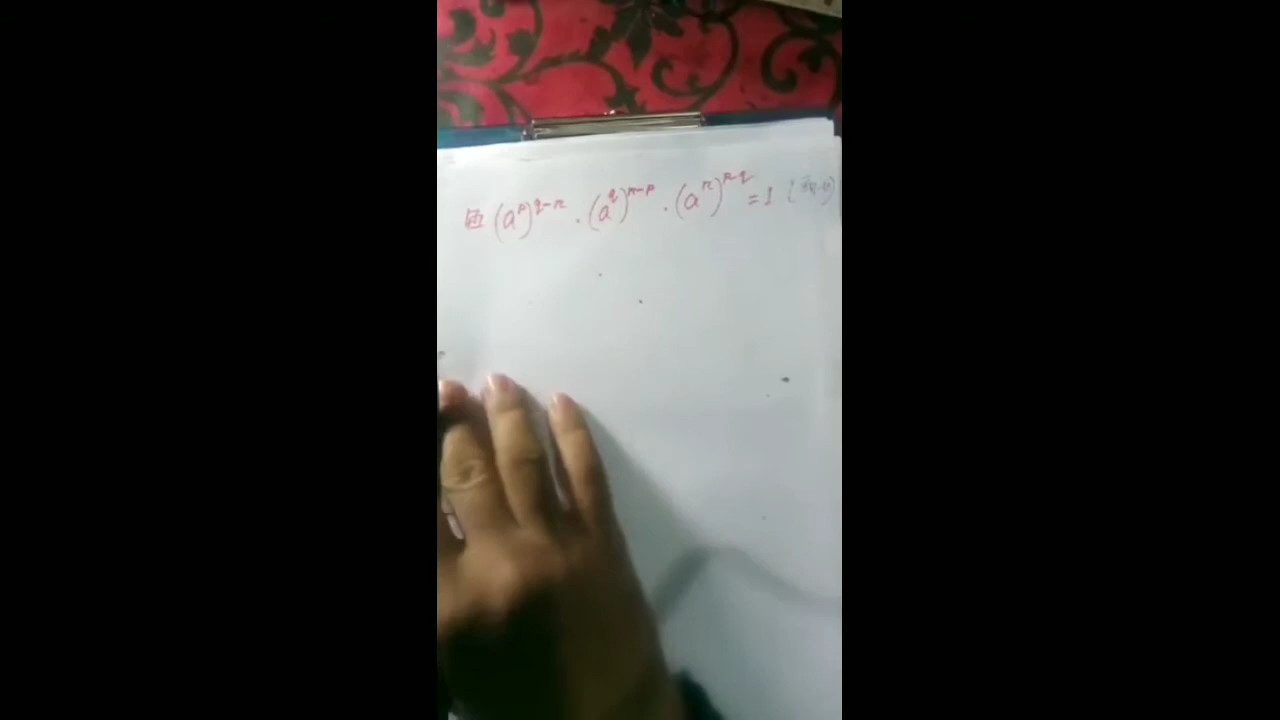 (a^p)^{q-r} . (a^q)^{r-p} . (a^r)^{p-q} = 1